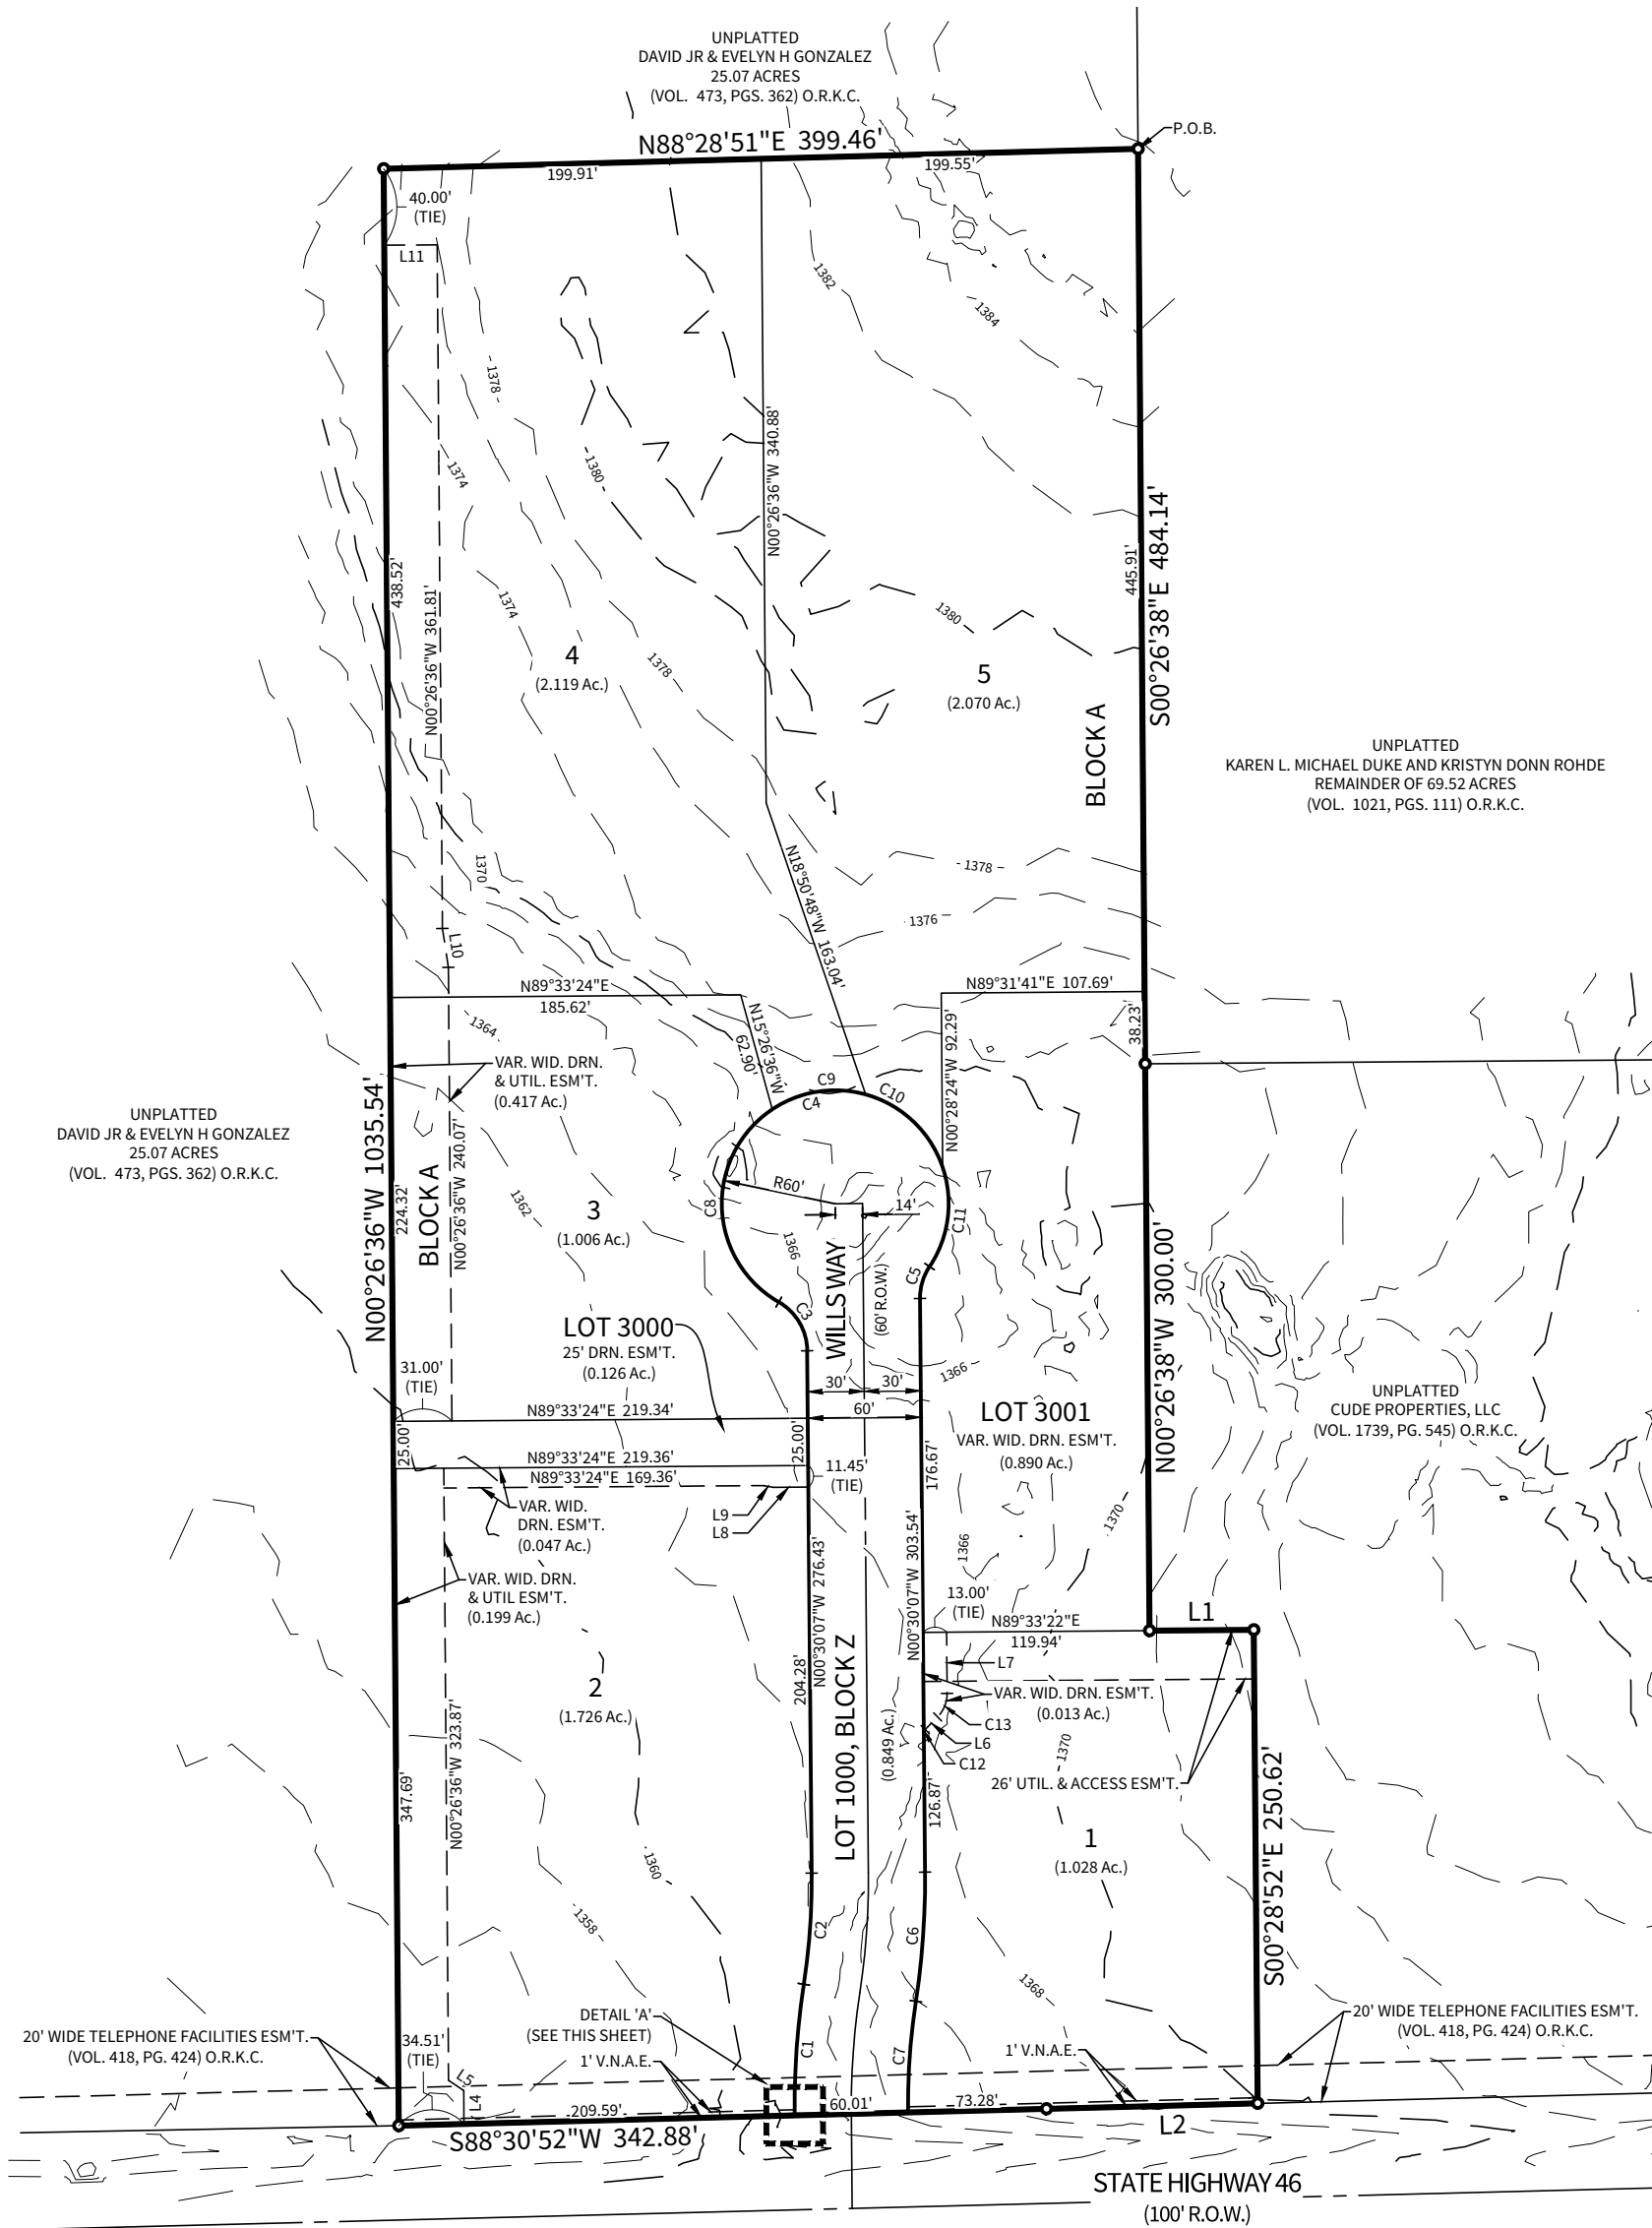 UNPLATTED
DAVID JR & EVELYN H GONZALEZ
25.07 ACRES
(VOL. 473, PGS. 362) O.R.K.C.
P.O.B.
N88°28'51"E 399.46'
199.91'
199.55'
40.00'
(TIE)
L11
1382
1384
1378
1374
1380
N00°26'36"W 340.88'
438.52'
N00°26'36"W 361.81'
1374
1378
1380
445.91'
S00°26'38"E 484.14'
4
(2.119 Ac.)
5
(2.070 Ac.)
BLOCK A
UNPLATTED
KAREN L. MICHAEL DUKE AND KRISTYN DONN ROHDE
REMAINDER OF 69.52 ACRES
(VOL. 1021, PGS. 111) O.R.K.C.
1370
1378
1376
N18°50'48"W 163.04'
L10
N89°33'24"E
185.62'
N89°31'41"E 107.69'
N15°26'36"W
62.90'
N00°28'24"W 92.29'
38.23'
1364
VAR. WID. DRN.
& UTIL. ESM'T.
(0.417 Ac.)
C9
C4
C10
UNPLATTED
DAVID JR & EVELYN H GONZALEZ
25.07 ACRES
(VOL. 473, PGS. 362) O.R.K.C.
N00°26'36"W 1035.54'
224.32'
BLOCK A
N00°26'36"W 240.07'
1362
3
(1.006 Ac.)
C8
R60'
14'
C11
1366
WILLS WAY
(60' R.O.W.)
C5
C3
N00°26'38"W 300.00'
LOT 3000
25' DRN. ESM'T.
(0.126 Ac.)
31.00'
(TIE)
30'
30'
60'
1366
N89°33'24"E 219.34'
25.00'
25.00'
N89°33'24"E 219.36'
N89°33'24"E 169.36'
11.45'
(TIE)
176.67'
LOT 3001
VAR. WID. DRN. ESM'T.
(0.890 Ac.)
UNPLATTED
CUDE PROPERTIES, LLC
(VOL. 1739, PG. 545) O.R.K.C.
VAR. WID.
DRN. ESM'T.
(0.047 Ac.)
L9
L8
1366
1370
VAR. WID. DRN.
& UTIL ESM'T.
(0.199 Ac.)
N00°30'07"W 276.43'
N00°30'07"W 303.54'
13.00'
(TIE)
N89°33'22"E
119.94'
L1
L7
204.28'
2
(1.726 Ac.)
VAR. WID. DRN. ESM'T.
(0.013 Ac.)
C13
L6
C12
1370
26' UTIL. & ACCESS ESM'T.
LOT 1000, BLOCK Z
(0.849 Ac.)
347.69'
N00°26'36"W 323.87'
126.87'
1
(1.028 Ac.)
S00°28'52"E 250.62'
1360
1358
C2
C6
1368
20' WIDE TELEPHONE FACILITIES ESM'T.
(VOL. 418, PG. 424) O.R.K.C.
DETAIL 'A'
(SEE THIS SHEET)
1' V.N.A.E.
34.51'
(TIE)
L5
L4
C1
C7
1' V.N.A.E.
20' WIDE TELEPHONE FACILITIES ESM'T.
(VOL. 418, PG. 424) O.R.K.C.
209.59'
60.01'
73.28'
L2
S88°30'52"W 342.88'
STATE HIGHWAY 46
(100' R.O.W.)